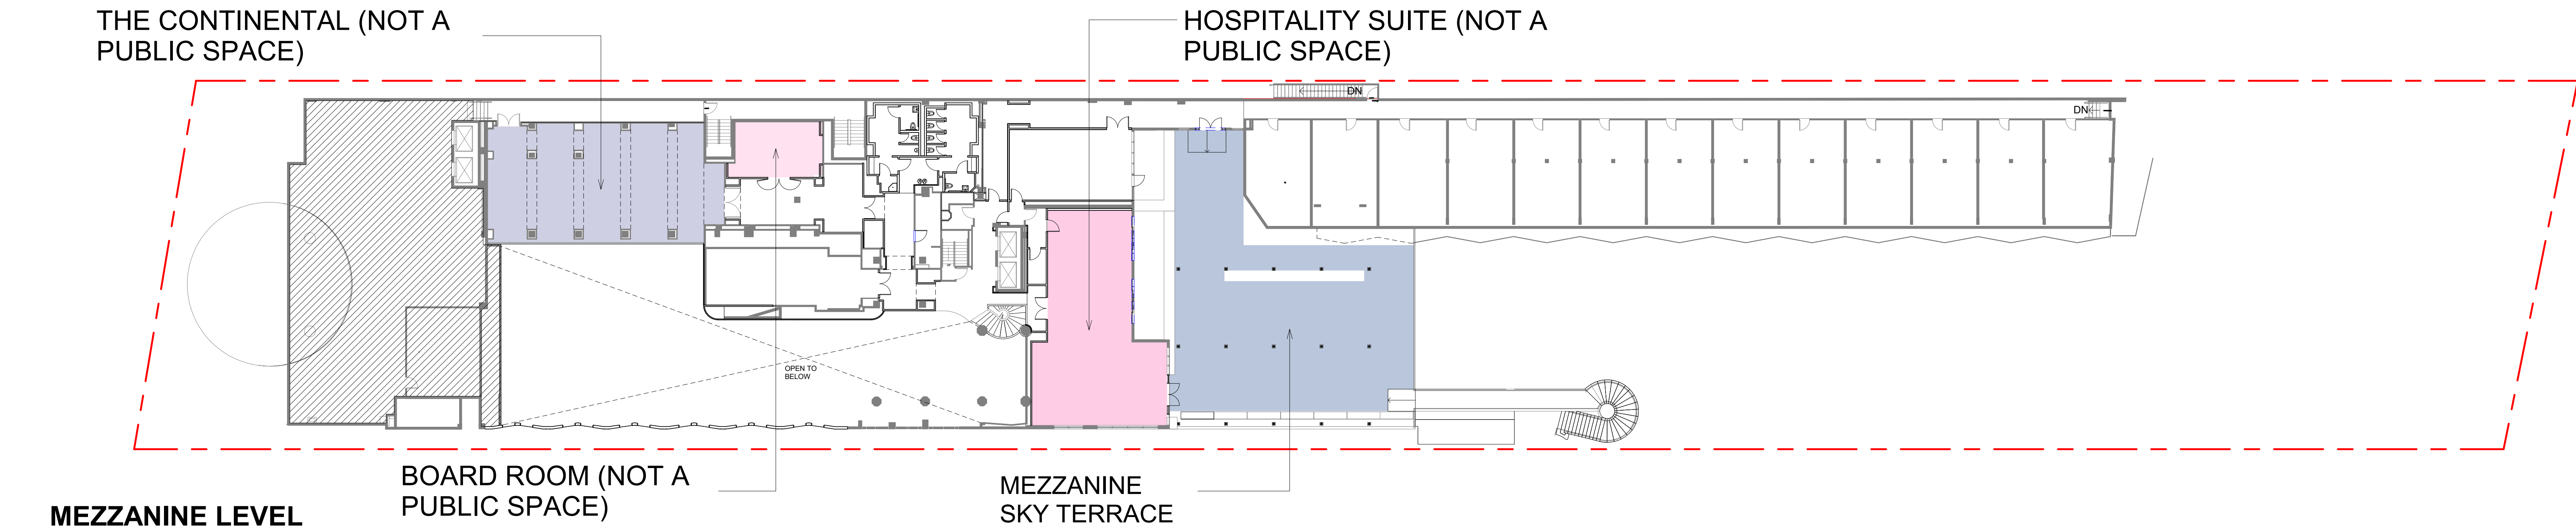 THE CONTINENTAL (NOT A
PUBLIC SPACE)
HOSPITALITY SUITE (NOT A
PUBLIC SPACE)
DN
DN
OPEN TO
BELOW
BOARD ROOM (NOT A
PUBLIC SPACE)
MEZZANINE
SKY TERRACE
MEZZANINE LEVEL